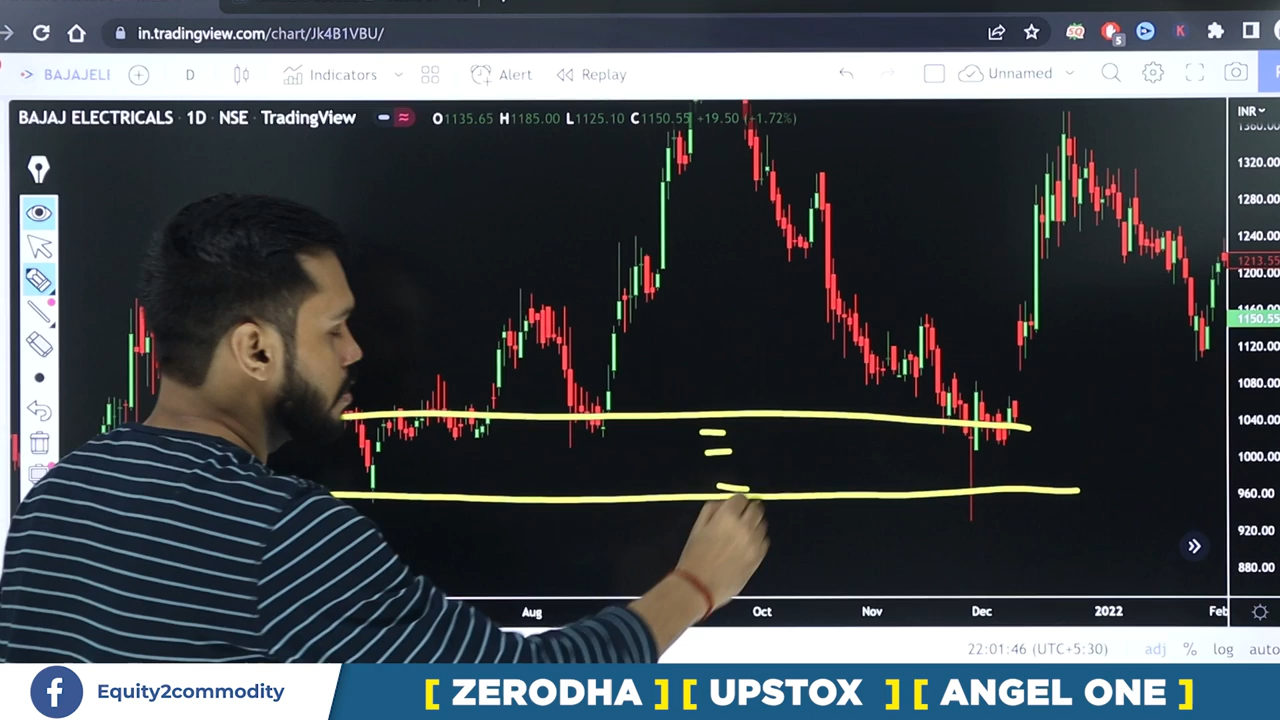 in.tradingview.com/chart/Jk4B1VBU/
5
K
BAJAJELI
D
Indicators
Alert
Replay
Unnamed
BAJAJ ELECTRICALS · 1D · NSE · TradingView
O1135.65 H1185.00 L1125.10 C1150.55 +19.50 (+1.72%)
INR
1360.00
1320.00
1280.00
1240.00
1213.55
1200.00
1160.00
1150.55
1120.00
1080.00
1040.00
1000.00
960.00
920.00
880.00
Aug
Oct
Nov
Dec
2022
Feb
22:01:46 (UTC+5:30)
adj
%
log
auto
Equity2commodity
[ ZERODHA ] [ UPSTOX ] [ ANGEL ONE ]